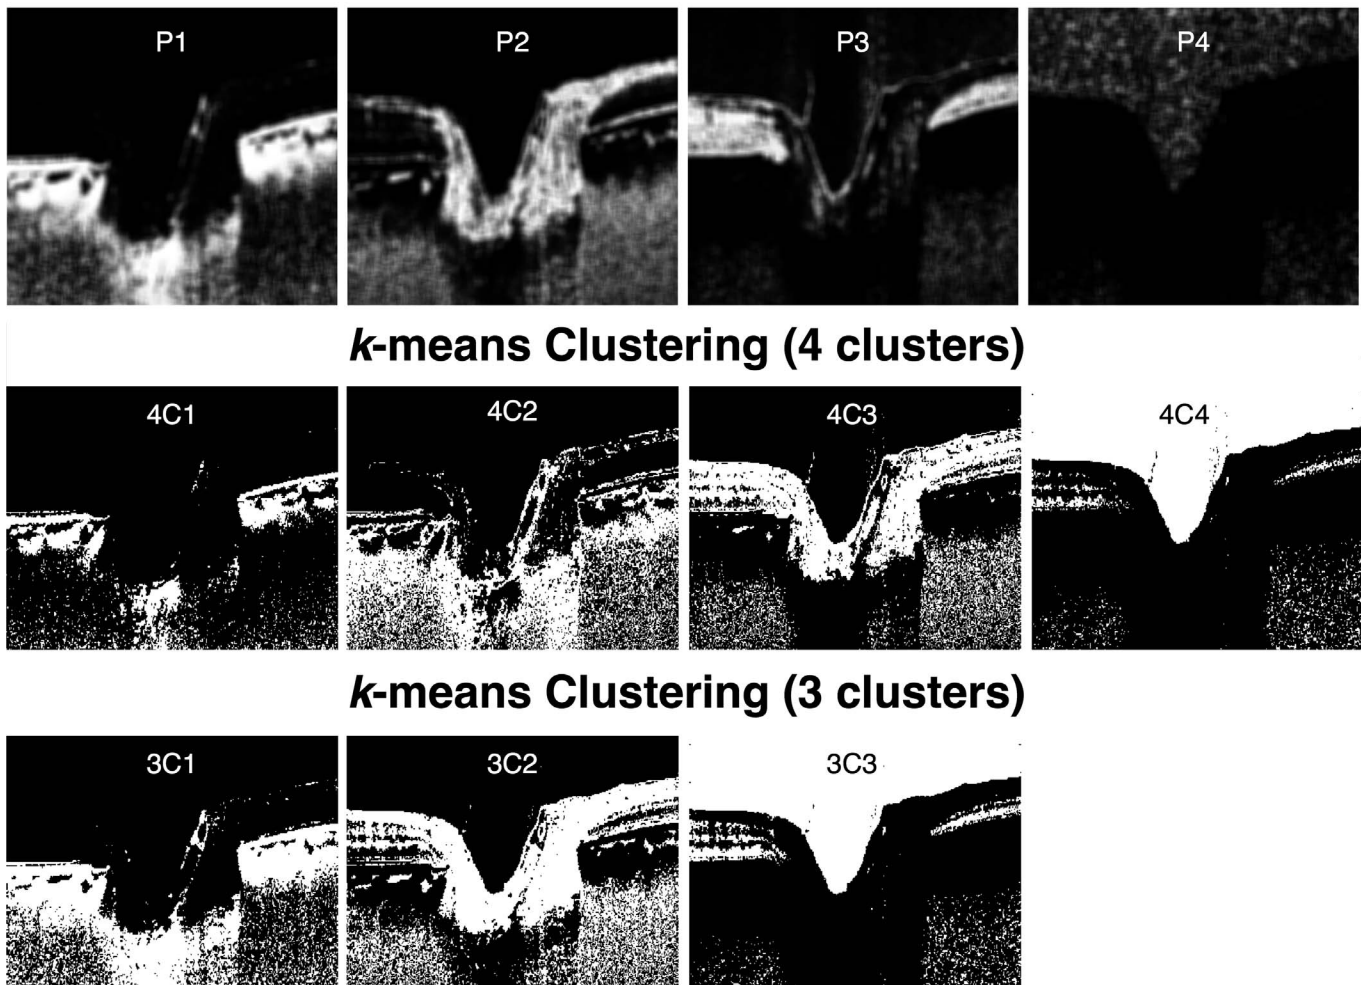 P1 P2 P3 P4
k-means Clustering (4 clusters)
4C1 4C2 4C3 4C4
k-means Clustering (3 clusters)
3C1 3C2 3C3